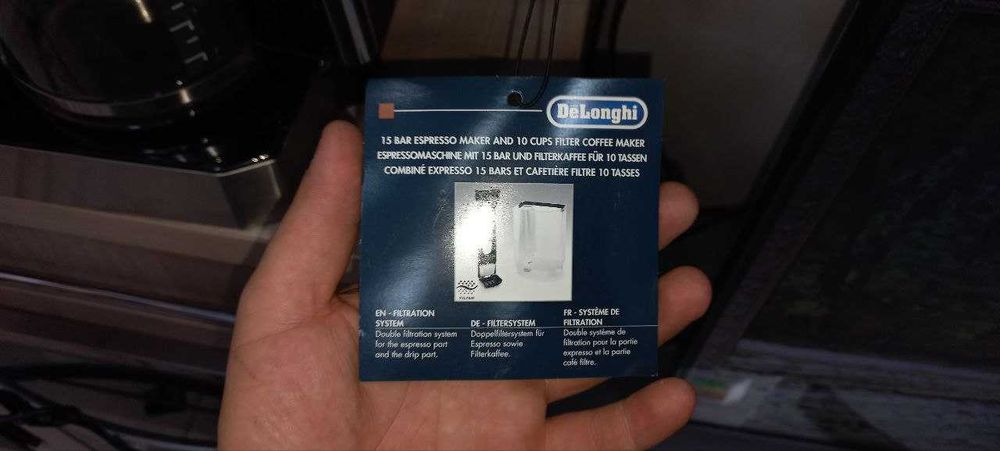 DeLonghi
15 BAR ESPRESSO MAKER AND 10 CUPS FILTER COFFEE MAKER
ESPRESSOMASCHINE MIT 15 BAR UND FILTERKAFFEE FÜR 10 TASSEN
COMBINÉ EXPRESSO 15 BARS ET CAFETIÈRE FILTRE 10 TASSES
EN - FILTRATION
SYSTEM
Double filtration system
for the espresso part
and the drip part.
DE - FILTERSYSTEM
Doppelfiltersystem für
Espresso sowie
Filterkaffee.
FR - SYSTÈME DE
FILTRATION
Double système de
filtration pour la partie
expresso et la partie
café filtre.